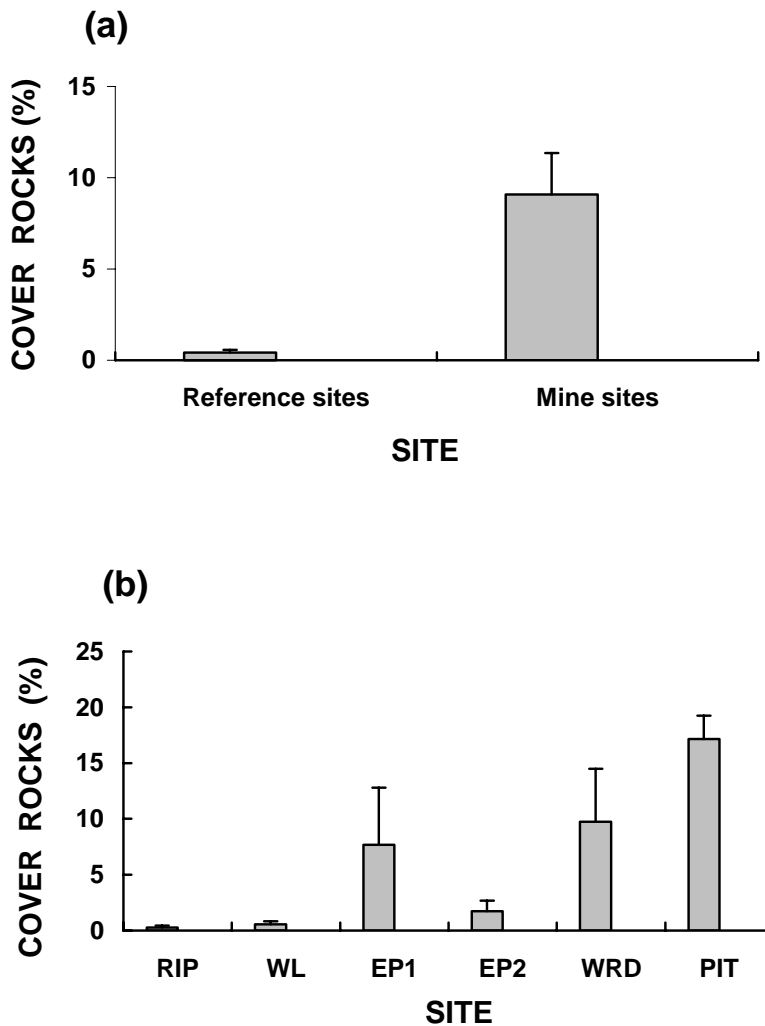 (a)
COVER ROCKS (%)
15
10
5
0
Reference sites Mine sites
SITE
(b)
COVER ROCKS (%)
25
20
15
10
5
0
RIP WL EP1 EP2 WRD PIT
SITE